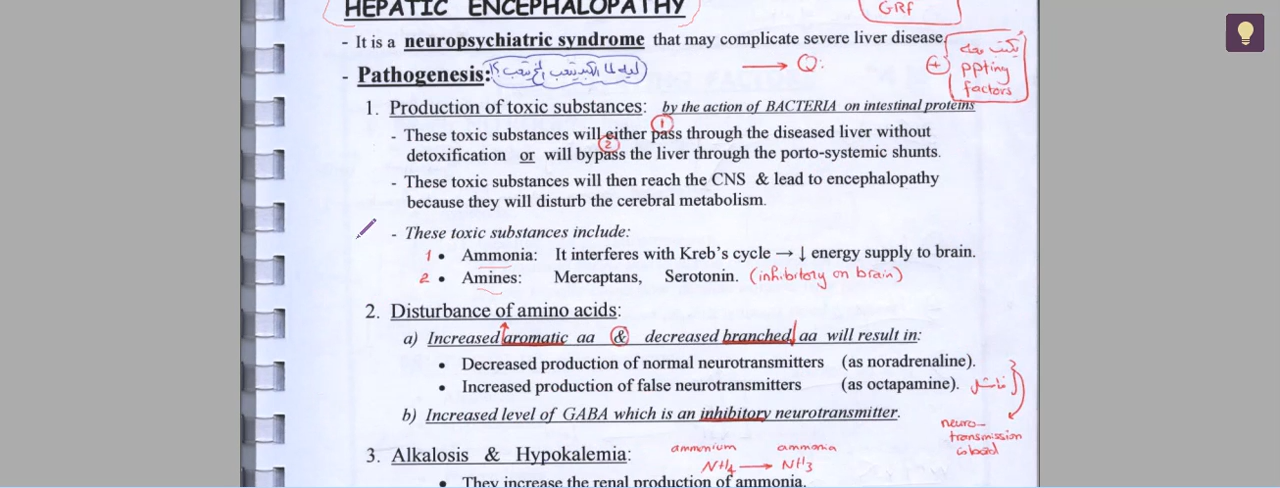 HEPATIC ENCEPHALOPATHY
GRF
- It is a neuropsychiatric syndrome that may complicate severe liver disease.
- Pathogenesis:
Q:
+ ppting
factors
1. Production of toxic substances: by the action of BACTERIA on intestinal proteins
- These toxic substances will either pass through the diseased liver without
1
2
detoxification or will bypass the liver through the porto-systemic shunts.
- These toxic substances will then reach the CNS & lead to encephalopathy
because they will disturb the cerebral metabolism.
- These toxic substances include:
1 • Ammonia: It interferes with Kreb's cycle → ↓ energy supply to brain.
2 • Amines: Mercaptans, Serotonin. (inhibitory on brain)
2. Disturbance of amino acids:
a) Increased aromatic aa & decreased branched aa will result in:
• Decreased production of normal neurotransmitters (as noradrenaline).
• Increased production of false neurotransmitters (as octapamine).
neuro-
transmission
b) Increased level of GABA which is an inhibitory neurotransmitter.
3. Alkalosis & Hypokalemia:
ammonium ammonia
NH4 → NH3
• They increase the renal production of ammonia.